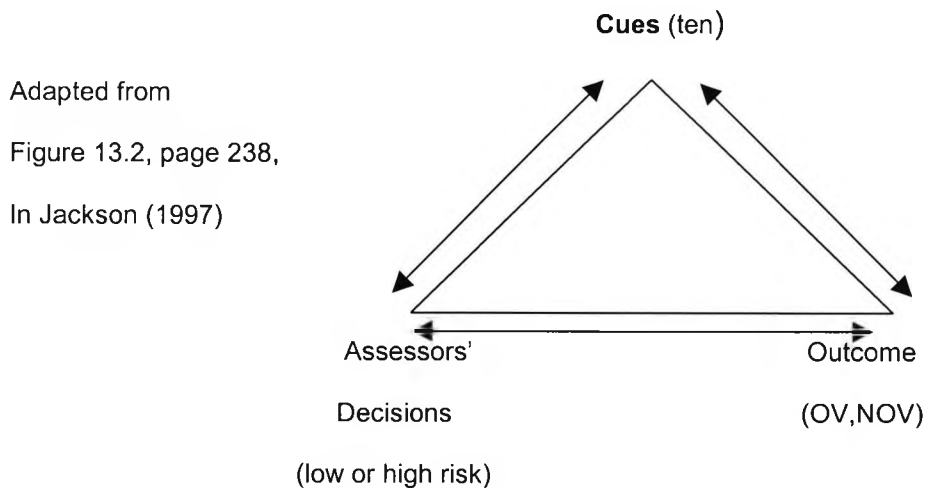 Cues (ten)
Adapted from
Figure 13.2, page 238,
In Jackson (1997)
Assessors'
Decisions
(low or high risk)
Outcome
(OV,NOV)